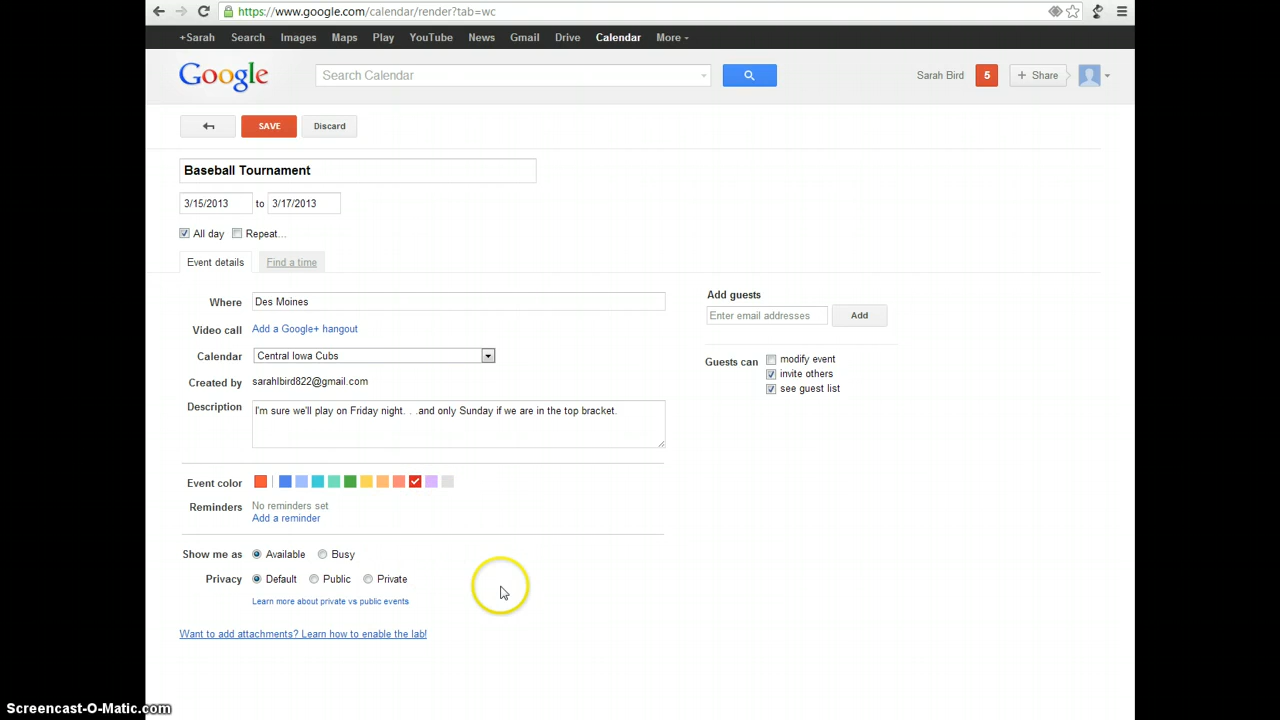 https://www.google.com/calendar/render?tab=wc
+Sarah Search Images Maps Play YouTube News Gmail Drive Calendar More
Google Search Calendar Sarah Bird 5 + Share
SAVE Discard
Baseball Tournament
3/15/2013 to 3/17/2013
All day Repeat...
Event details Find a time
Where Des Moines
Video call Add a Google+ hangout
Calendar Central Iowa Cubs
Created by sarahlbird822@gmail.com
Description I'm sure we'll play on Friday night. . .and only Sunday if we are in the top bracket.
Event color
Reminders No reminders set
Add a reminder
Show me as Available Busy
Privacy Default Public Private
Learn more about private vs public events
Want to add attachments? Learn how to enable the lab!
Add guests
Enter email addresses Add
Guests can modify event
invite others
see guest list
Screencast-O-Matic.com